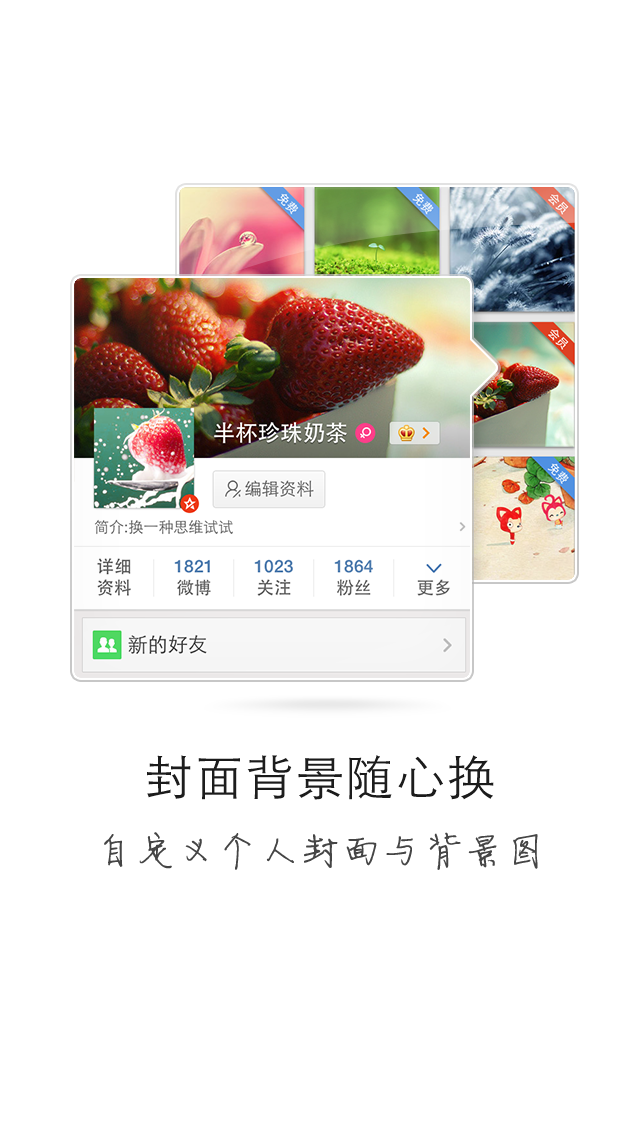 免费
免费
会员
会员
免费
半杯珍珠奶茶
编辑资料
简介:换一种思维试试
详细资料
1821 微博
1023 关注
1864 粉丝
更多
新的好友
封面背景随心换
自定义个人封面与背景图